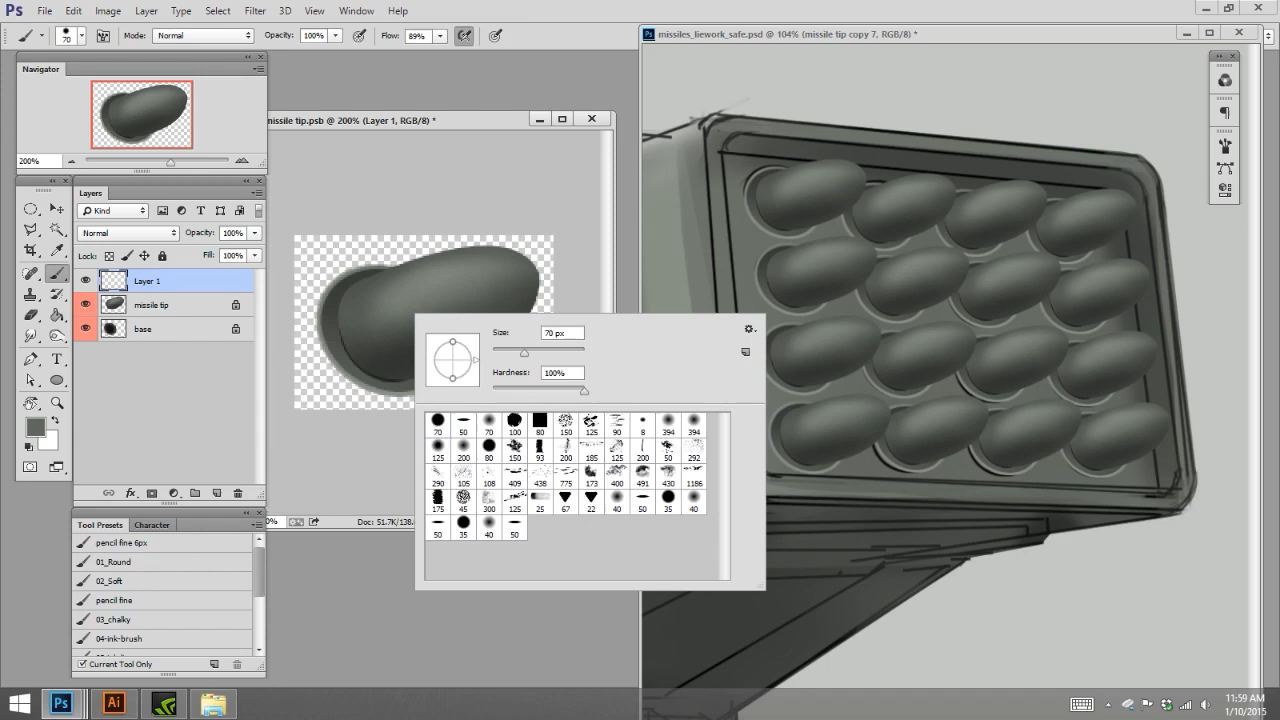 Ps File Edit Image Layer Type Select Filter 3D View Window Help
70 Mode: Normal Opacity: 100% Flow: 89%
Navigator
200%
missile tip.psb @ 200% (Layer 1, RGB/8) *
Ps missiles_liework_safe.psd @ 104% (missile tip copy 7, RGB/8) *
Layers
Kind
Normal Opacity: 100%
Lock: Fill: 100%
Layer 1
missile tip
base
fx
Doc: 51.7K/138.
Size: 70 px
Hardness: 100%
70 50 70 100 80 150 125 90 8 394 394
125 200 80 150 93 200 185 125 200 50 292
290 105 108 409 438 775 173 400 491 430 1186
175 45 300 125 25 67 22 40 50 35 40
50 35 40 50
Tool Presets Character
pencil fine 6px
01_Round
02_Soft
pencil fine
03_chalky
04-ink-brush
Current Tool Only
Ps Ai
11:59 AM
1/10/2015